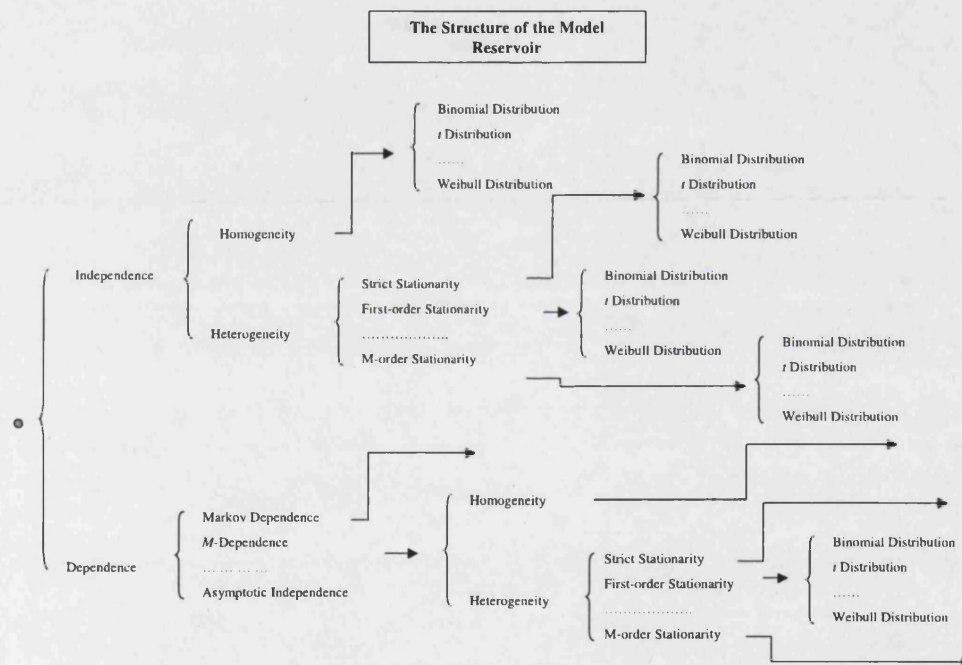 The Structure of the Model
Reservoir
Binomial Distribution
t Distribution
......
Weibull Distribution
Binomial Distribution
t Distribution
......
Weibull Distribution
Homogeneity
Independence
Heterogeneity
Strict Stationarity
First-order Stationarity
..................
M-order Stationarity
Binomial Distribution
t Distribution
......
Weibull Distribution
Binomial Distribution
t Distribution
......
Weibull Distribution
Dependence
Markov Dependence
M-Dependence
... ... ... ...
Asymptotic Independence
Homogeneity
Heterogeneity
Strict Stationarity
First-order Stationarity
..................
M-order Stationarity
Binomial Distribution
t Distribution
......
Weibull Distribution